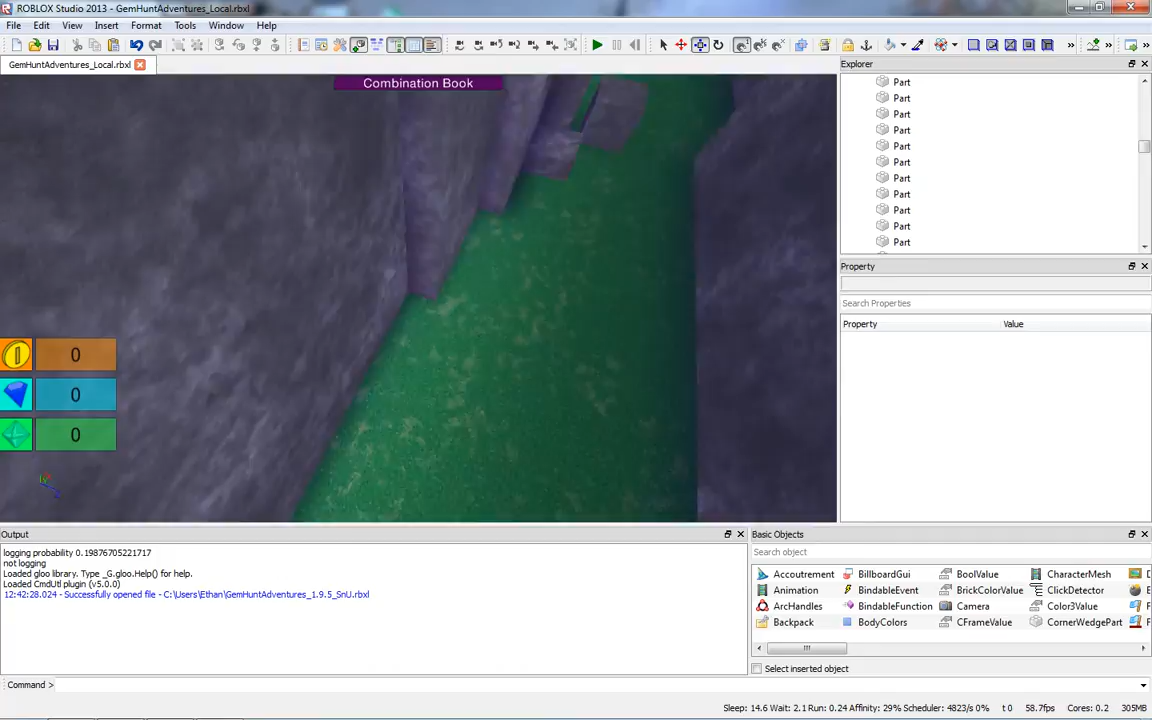 ROBLOX Studio 2013 - GemHuntAdventures_Local.rbxl
File Edit View Insert Format Tools Window Help
GemHuntAdventures_Local.rbxl
Explorer
Combination Book
Part
Part
Part
Part
Part
Part
Part
Part
Part
Part
Part
Property
Search Properties
Property Value
0
0
0
Output
logging probability 0.19876705221717
not logging
Loaded gloo library. Type _G.gloo.Help() for help.
Loaded CmdUtl plugin (v5.0.0)
12:42:28.024 - Successfully opened file - C:\Users\Ethan\GemHuntAdventures_1.9.5_SnU.rbxl
Basic Objects
Search object
Accoutrement BillboardGui BoolValue CharacterMesh D
Animation BindableEvent BrickColorValue ClickDetector E
ArcHandles BindableFunction Camera Color3Value F
Backpack BodyColors CFrameValue CornerWedgePart F
Select inserted object
Command >
Sleep: 14.6 Wait: 2.1 Run: 0.24 Affinity: 29% Scheduler: 4823/s 0% t 0 58.7fps Cores: 0.2 305MB